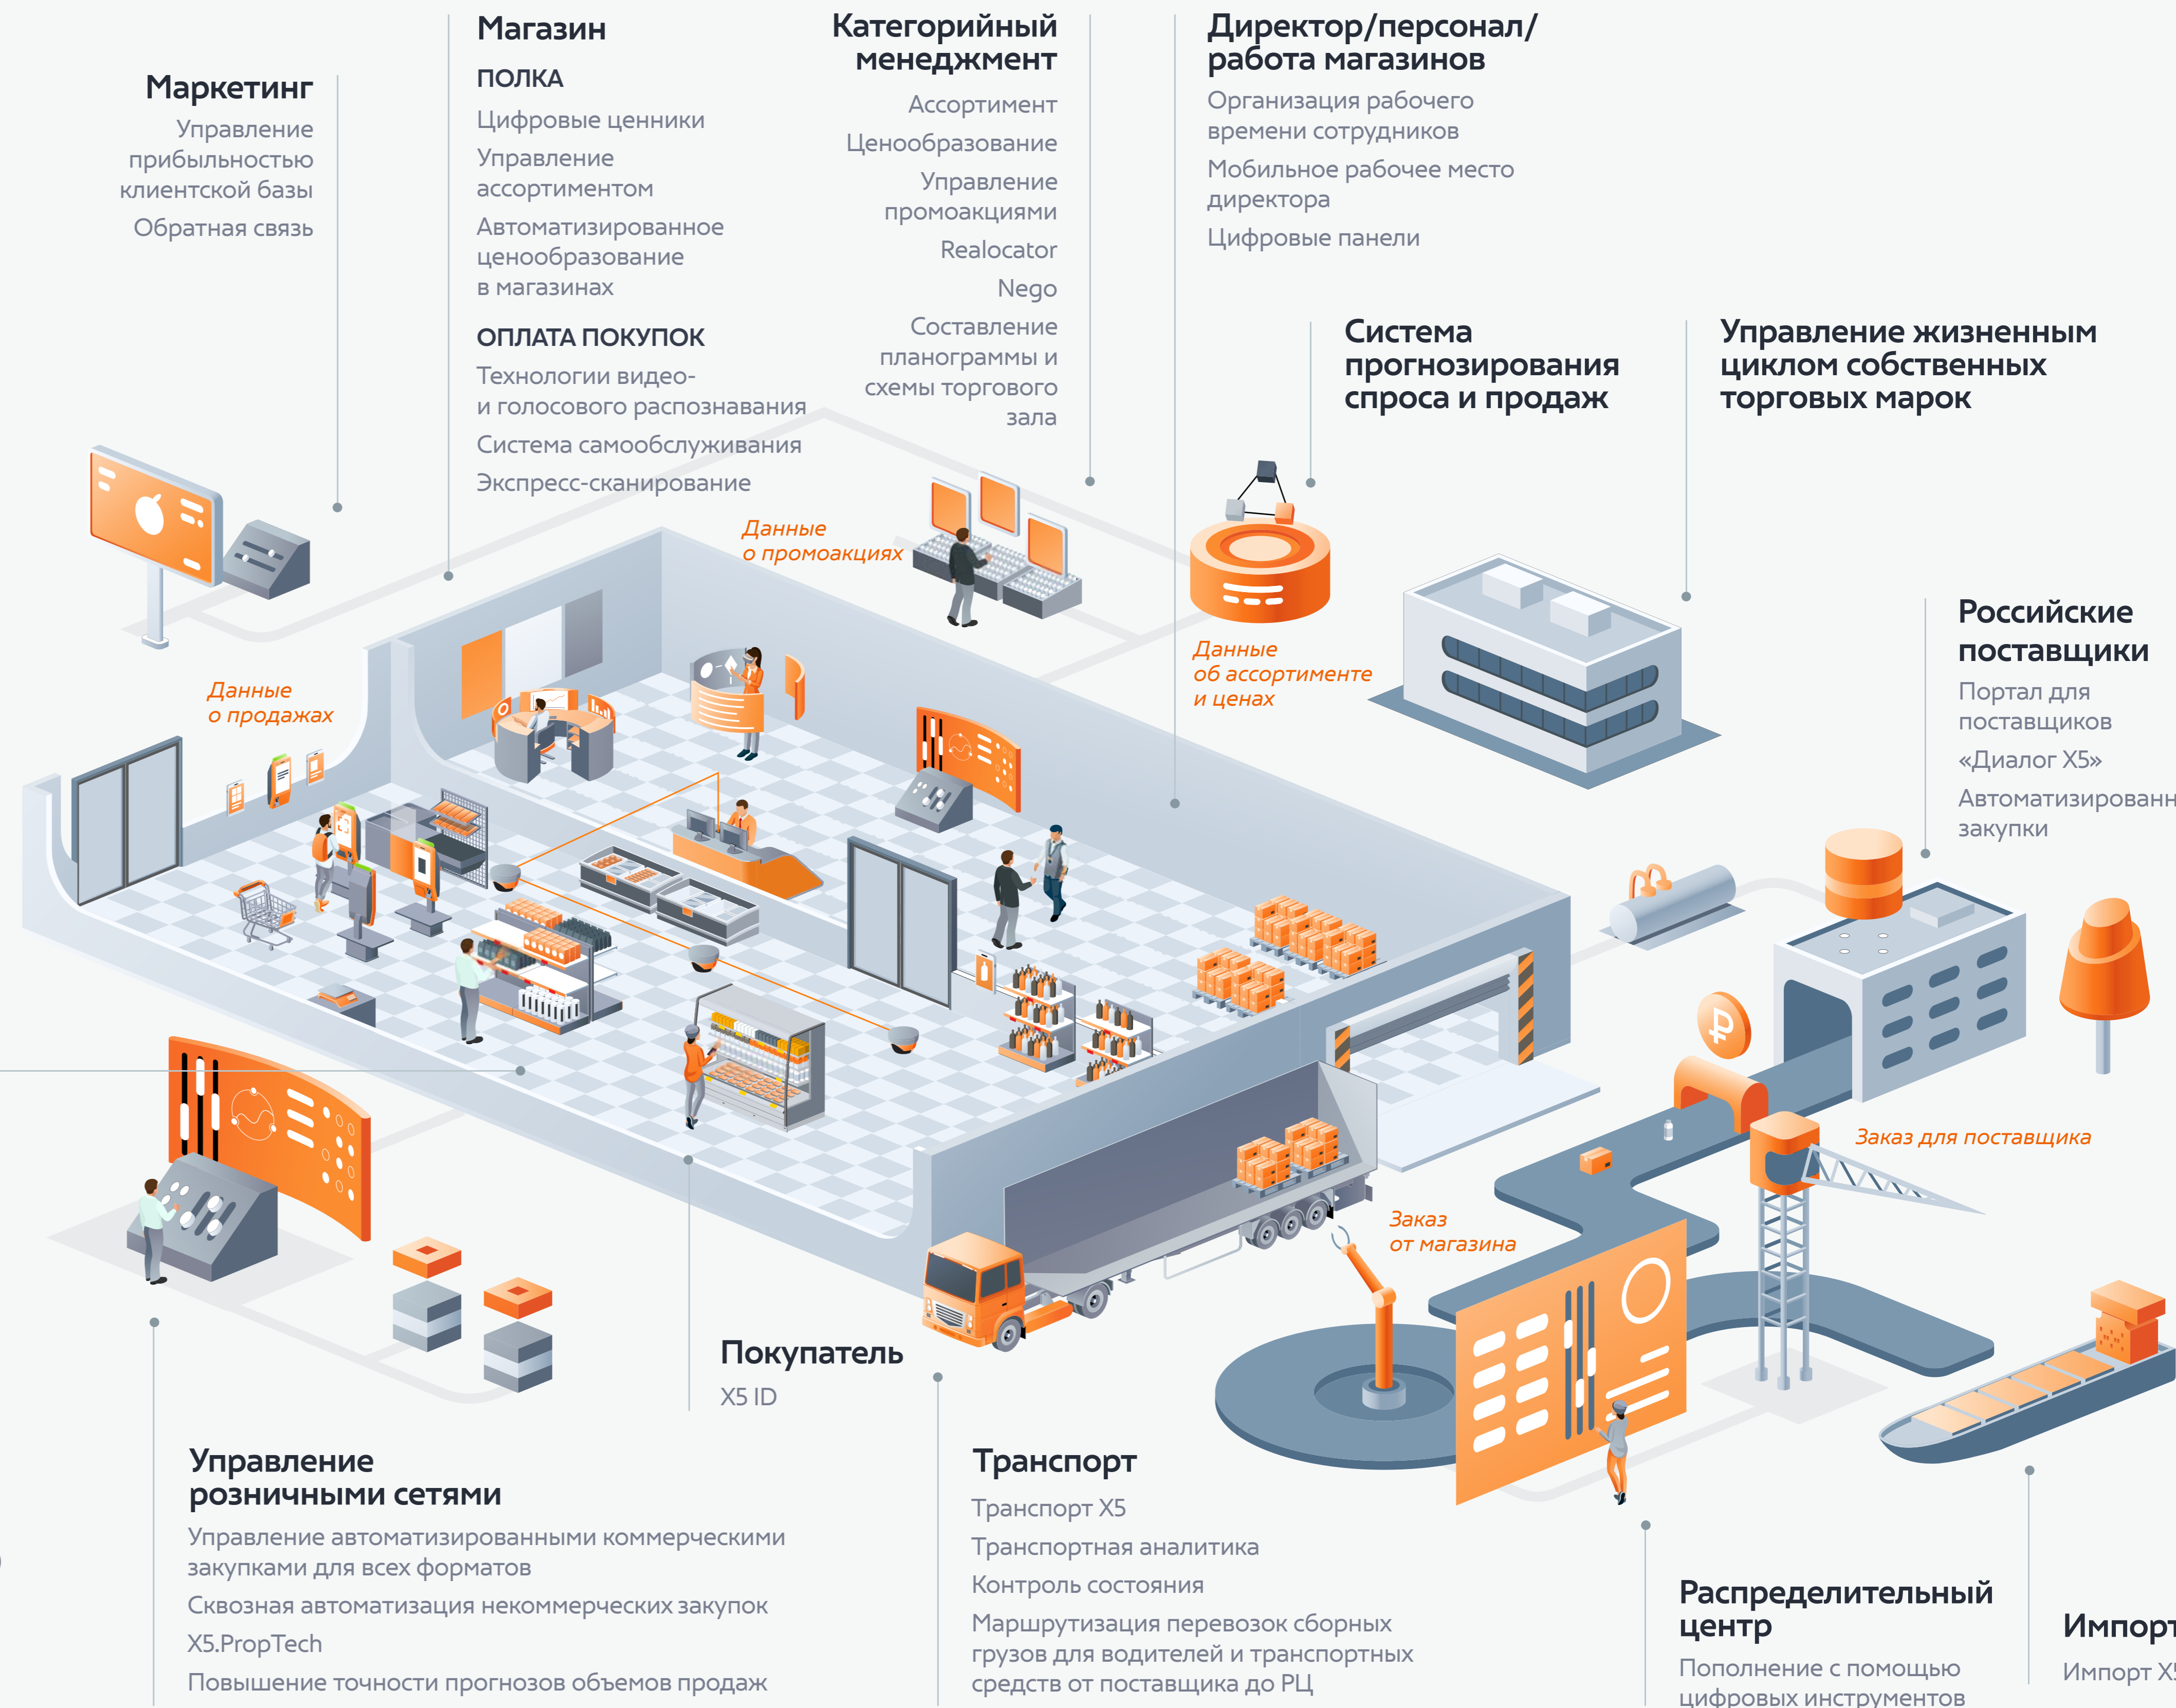 Маркетинг
Управление
прибыльностью
клиентской базы
Обратная связь
Магазин
ПОЛКА
Цифровые ценники
Управление
ассортиментом
Автоматизированное
ценообразование
в магазинах
ОПЛАТА ПОКУПОК
Технологии видео-
и голосового распознавания
Система самообслуживания
Экспресс-сканирование
Категорийный
менеджмент
Ассортимент
Ценообразование
Управление
промоакциями
Realocator
Nego
Составление
планограммы и
схемы торгового
зала
Директор/персонал/
работа магазинов
Организация рабочего
времени сотрудников
Мобильное рабочее место
директора
Цифровые панели
Система
прогнозирования
спроса и продаж
Управление жизненным
циклом собственных
торговых марок
Данные
о промоакциях
Данные
об ассортименте
и ценах
Данные
о продажах
Российские
поставщики
Портал для
поставщиков
«Диалог X5»
Автоматизированн
закупки
Заказ для поставщика
Заказ
от магазина
Покупатель
X5 ID
Управление
розничными сетями
Управление автоматизированными коммерческими
закупками для всех форматов
Сквозная автоматизация некоммерческих закупок
X5.PropTech
Повышение точности прогнозов объемов продаж
Транспорт
Транспорт X5
Транспортная аналитика
Контроль состояния
Маршрутизация перевозок сборных
грузов для водителей и транспортных
средств от поставщика до РЦ
Распределительный
центр
Пополнение с помощью
цифровых инструментов
Импорт
Импорт X5